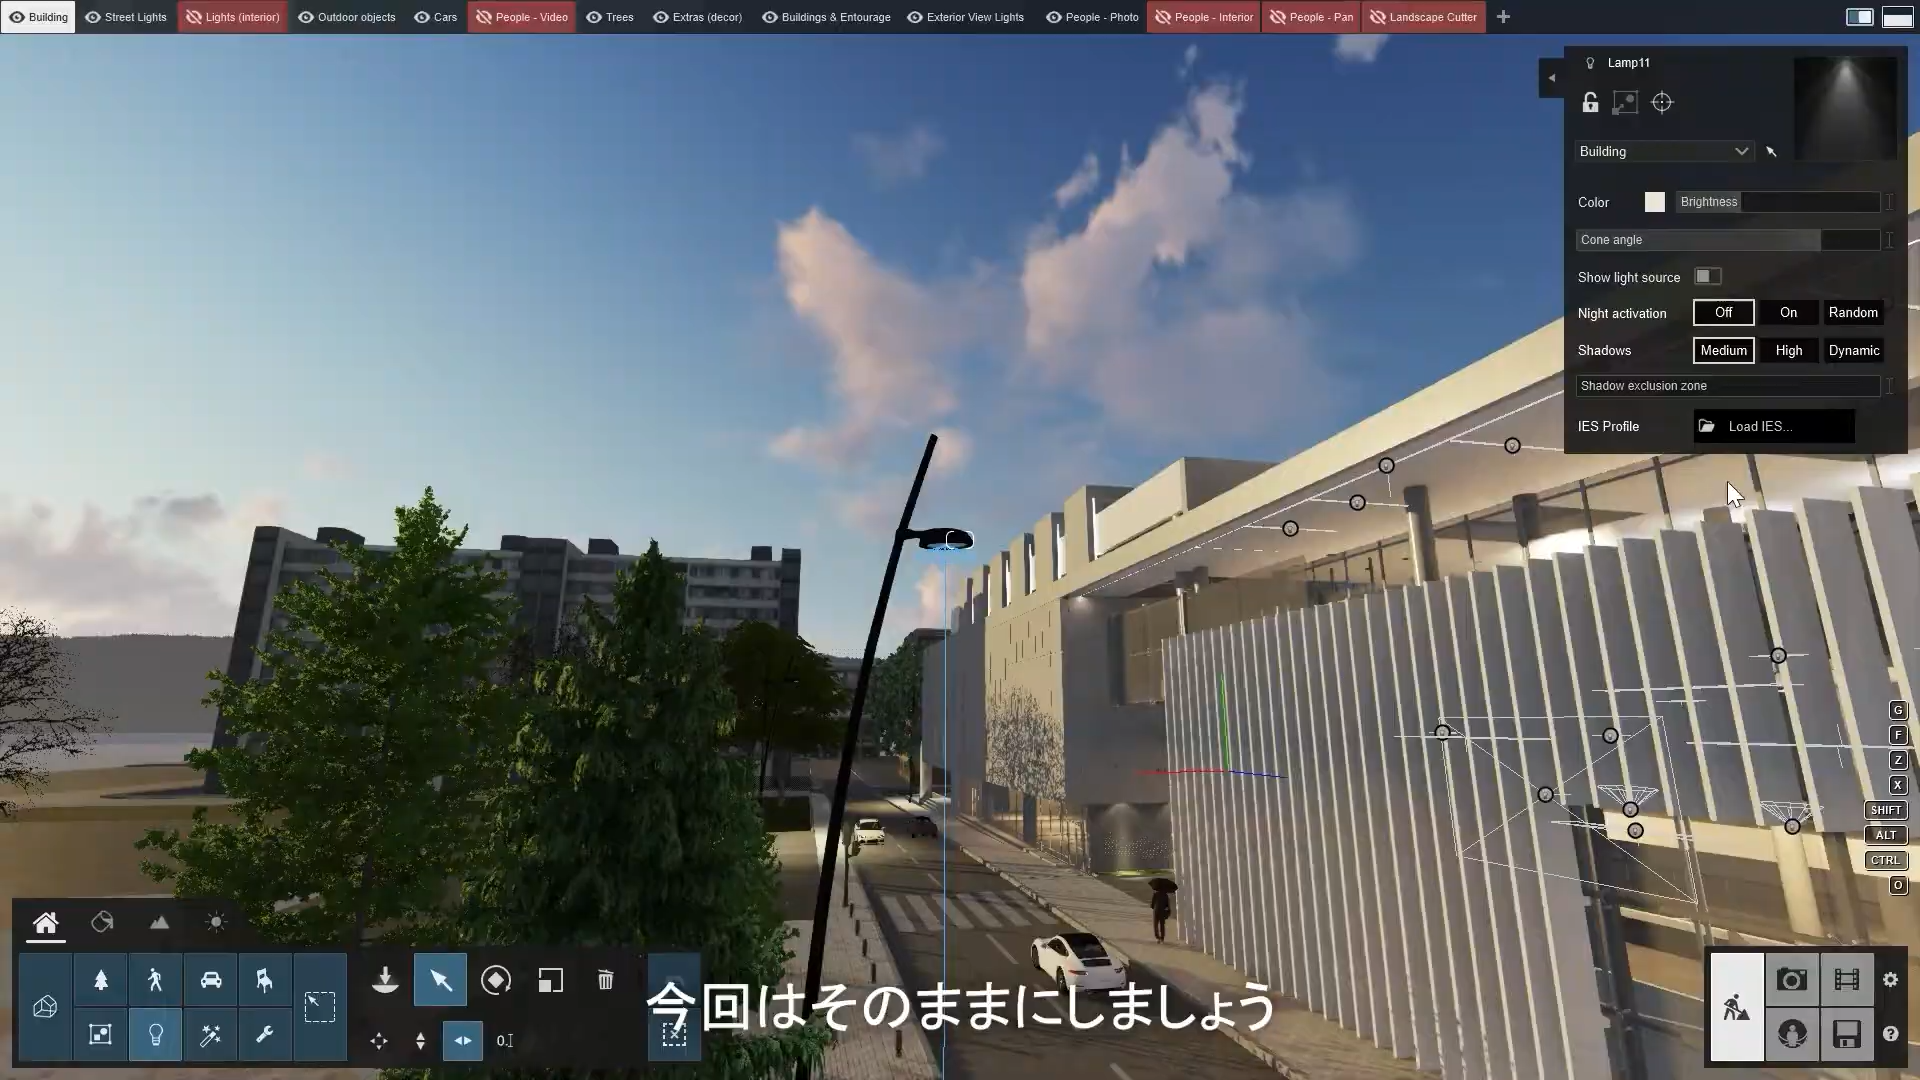 Building
Street Lights
Lights (interior)
Outdoor objects
Cars
People - Video
Trees
Extras (decor)
Buildings & Entourage
Exterior View Lights
People - Photo
People - Interior
People - Pan
Landscape Cutter
Lamp11
Building
Color
Brightness
Cone angle
Show light source
Night activation
Off
On
Random
Shadows
Medium
High
Dynamic
Shadow exclusion zone
IES Profile
Load IES...
G
F
Z
X
SHIFT
ALT
CTRL
O
今回はそのままにしましょう